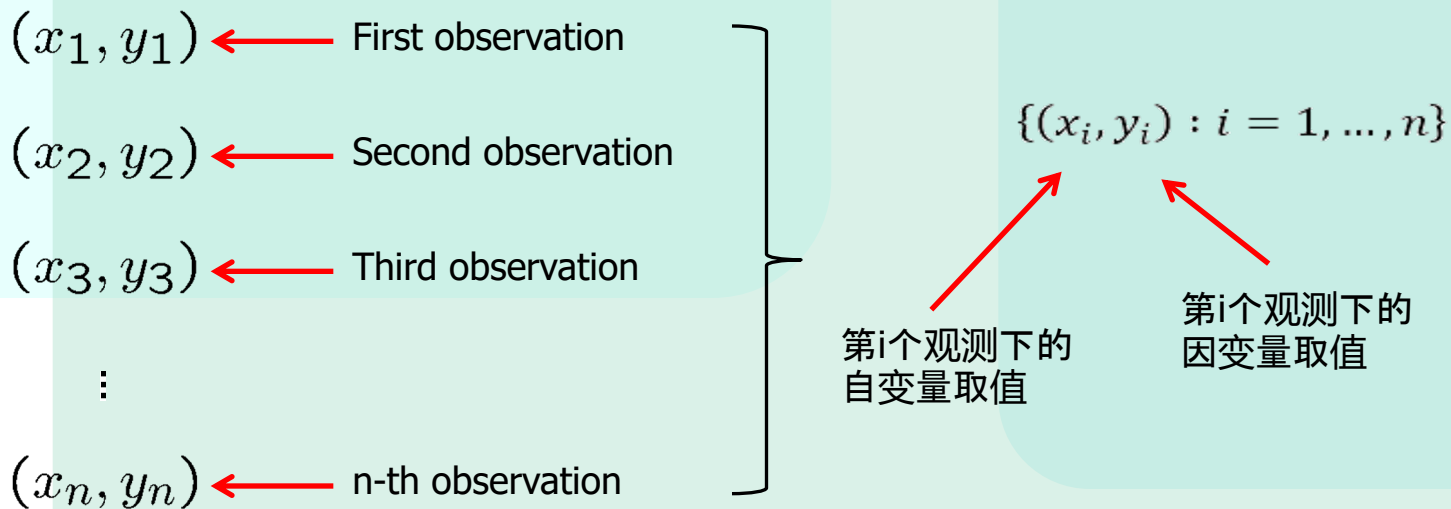 (x₁, y₁) First observation
(x₂, y₂) Second observation
(x₃, y₃) Third observation
⋮
(xₙ, yₙ) n-th observation
{(xᵢ, yᵢ) : i = 1, ..., n}
第i个观测下的
自变量取值
第i个观测下的
因变量取值